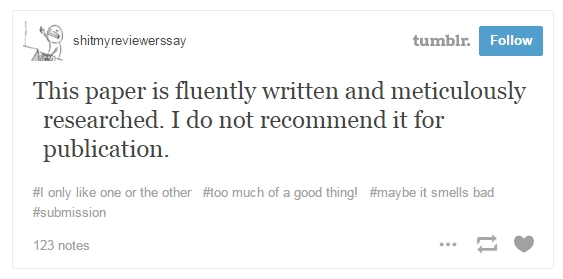 shitmyreviewerssay
tumblr.
Follow
This paper is fluently written and meticulously
researched. I do not recommend it for
publication.
#I only like one or the other #too much of a good thing! #maybe it smells bad
#submission
123 notes